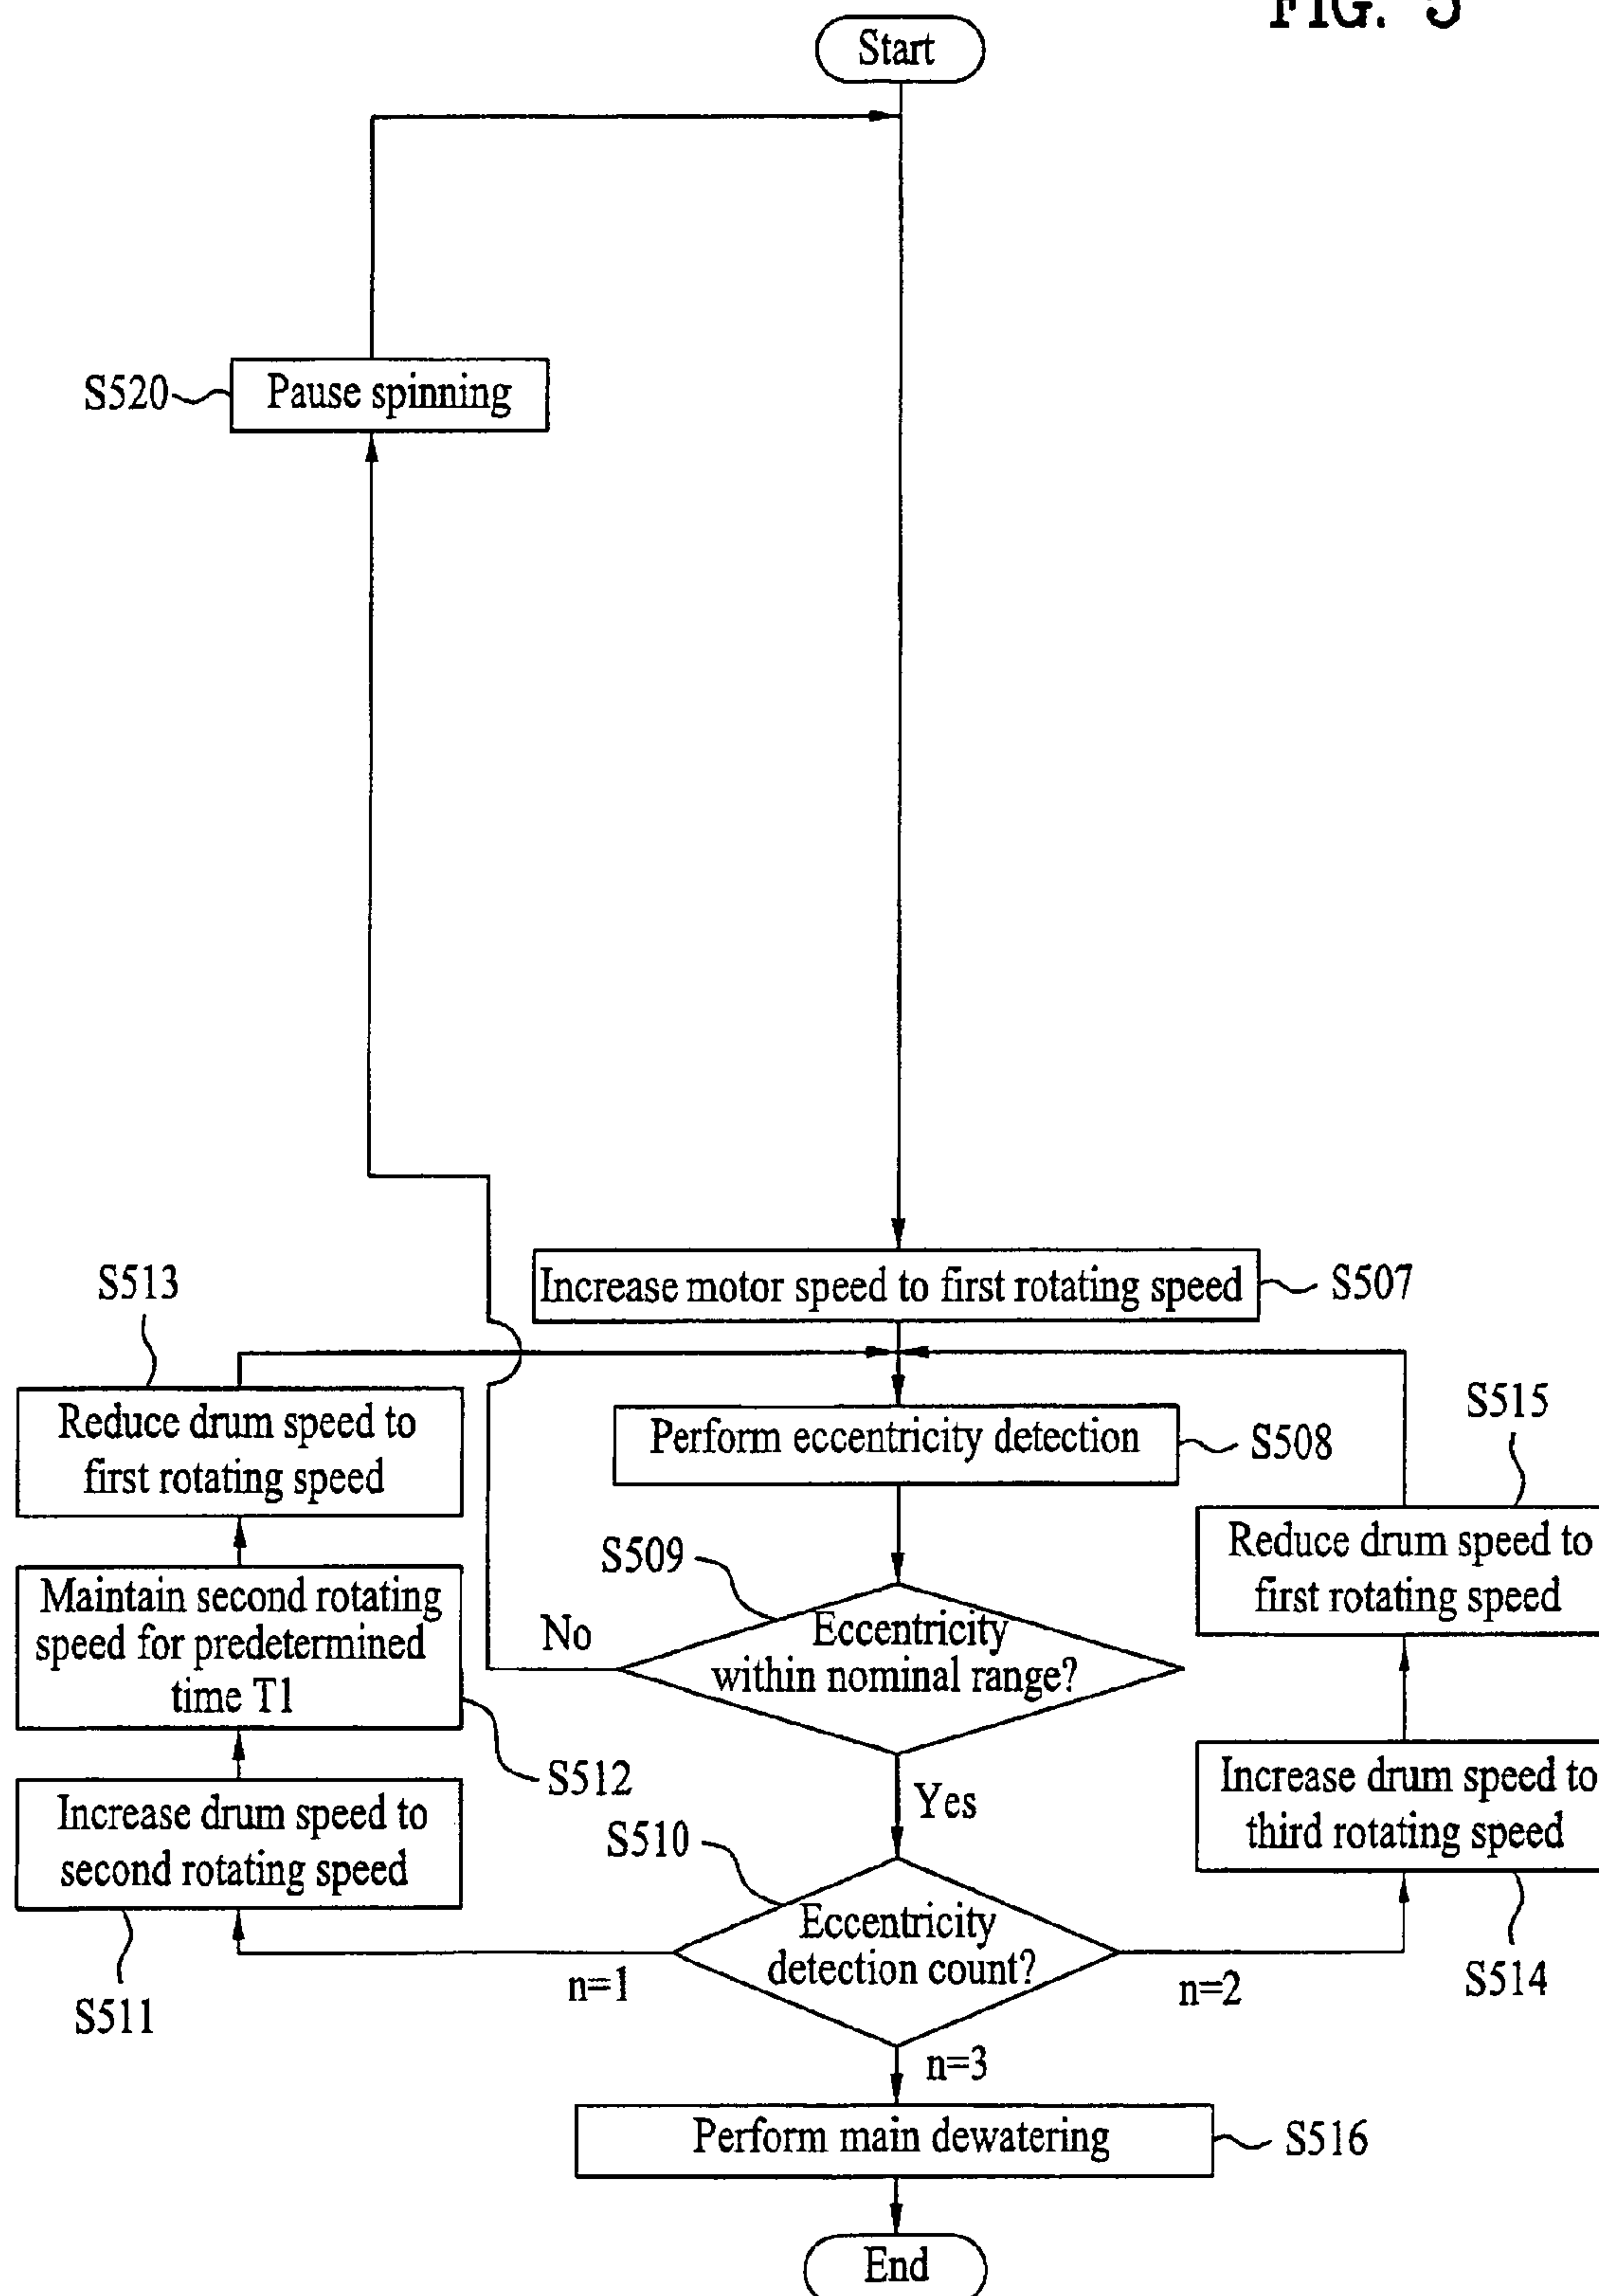 FIG. 5
Start
S520
Pause spinning
Increase motor speed to first rotating speed
S507
S513
Reduce drum speed to
first rotating speed
Perform eccentricity detection
S508
S515
Reduce drum speed to
first rotating speed
S509
No
Eccentricity
within nominal range?
Maintain second rotating
speed for predetermined
time T1
S512
Yes
Increase drum speed to
third rotating speed
S514
Increase drum speed to
second rotating speed
S511
S510
Eccentricity
detection count?
n=1
n=2
n=3
Perform main dewatering
S516
End